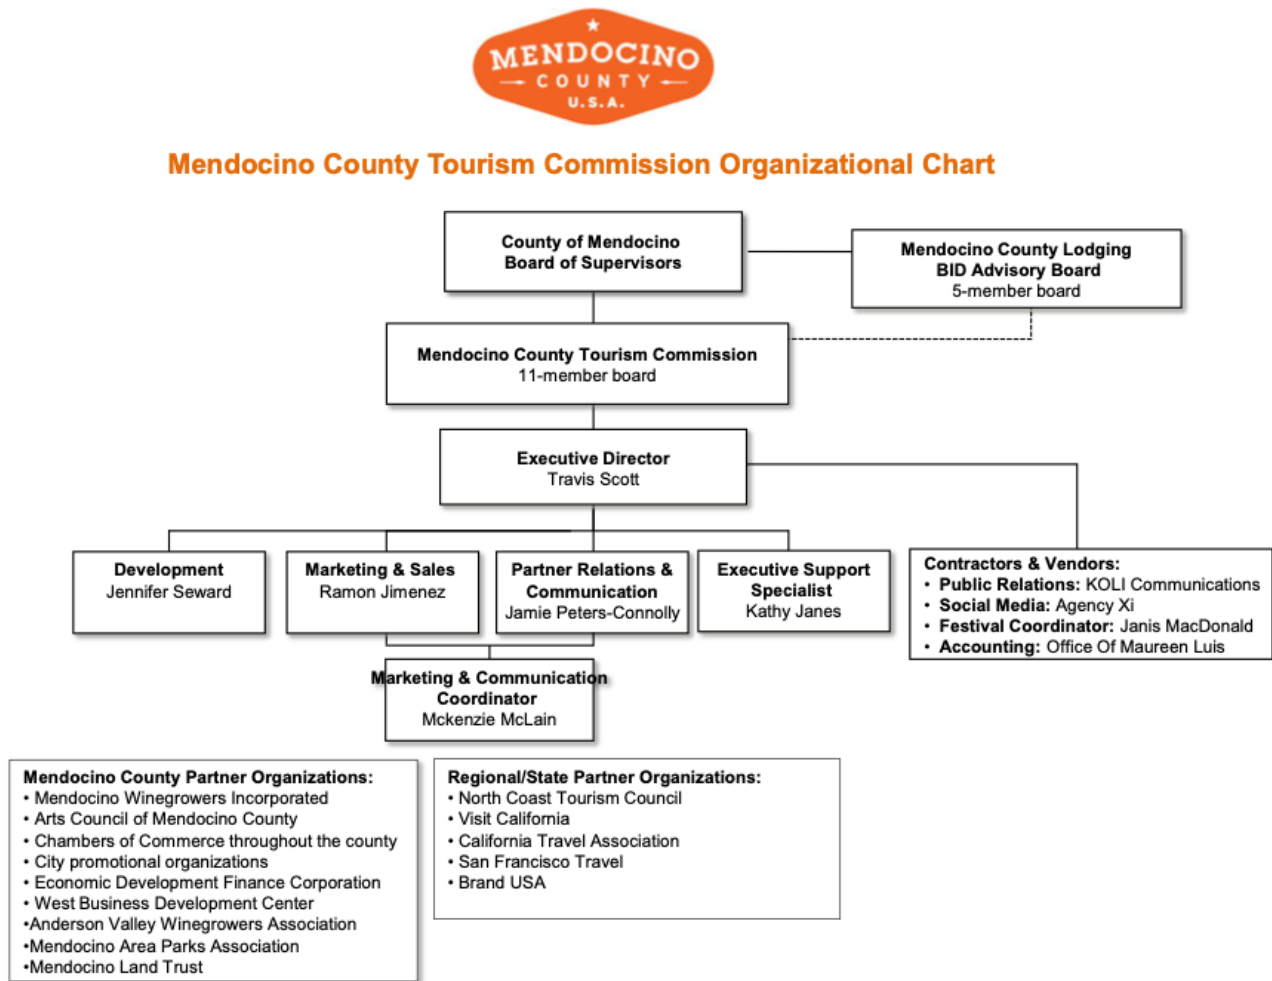 MENDOCINO
COUNTY
U.S.A.
Mendocino County Tourism Commission Organizational Chart
County of Mendocino
Board of Supervisors
Mendocino County Lodging
BID Advisory Board
5-member board
Mendocino County Tourism Commission
11-member board
Executive Director
Travis Scott
Development
Jennifer Seward
Marketing & Sales
Ramon Jimenez
Partner Relations &
Communication
Jamie Peters-Connolly
Executive Support
Specialist
Kathy Janes
Contractors & Vendors:
• Public Relations: KOLI Communications
• Social Media: Agency Xi
• Festival Coordinator: Janis MacDonald
• Accounting: Office Of Maureen Luis
Marketing & Communication
Coordinator
Mckenzie McLain
Mendocino County Partner Organizations:
• Mendocino Winegrowers Incorporated
• Arts Council of Mendocino County
• Chambers of Commerce throughout the county
• City promotional organizations
• Economic Development Finance Corporation
• West Business Development Center
•Anderson Valley Winegrowers Association
•Mendocino Area Parks Association
•Mendocino Land Trust
Regional/State Partner Organizations:
• North Coast Tourism Council
• Visit California
• California Travel Association
• San Francisco Travel
• Brand USA